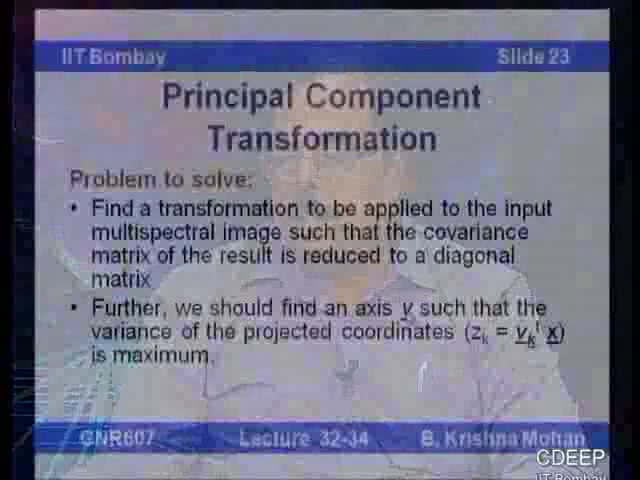 IIT Bombay
Slide 23
Principal Component
Transformation
Problem to solve:
• Find a transformation to be applied to the input
multispectral image such that the covariance
matrix of the result is reduced to a diagonal
matrix
• Further, we should find an axis v such that the
variance of the projected coordinates (zk = vkᵗ x)
is maximum.
GNR607
Lecture 32-34
B. Krishna Mohan
CDEEP
IIT Bombay